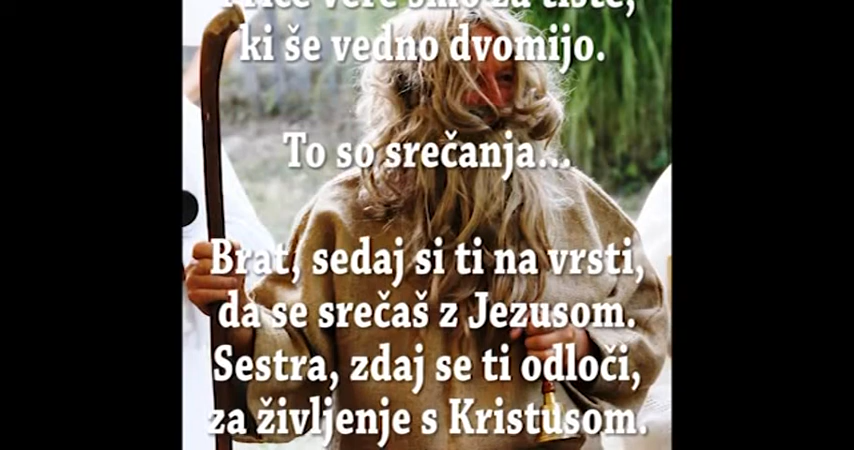 Priče vere smo za tiste,
ki še vedno dvomijo.
To so srečanja...
Brat, sedaj si ti na vrsti,
da se srečaš z Jezusom.
Sestra, zdaj se ti odloči,
za življenje s Kristusom.